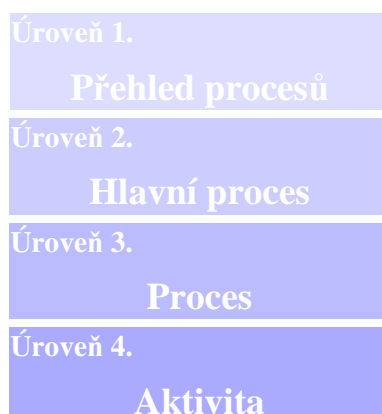 Úroveň 1.
Přehled procesů
Úroveň 2.
Hlavní proces
Úroveň 3.
Proces
Úroveň 4.
Aktivita